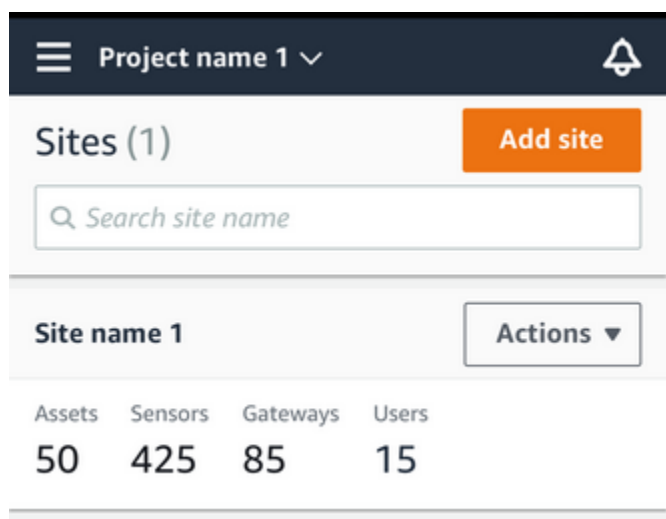 Project name 1
Sites (1)
Add site
Search site name
Site name 1
Actions
Assets Sensors Gateways Users
50 425 85 15